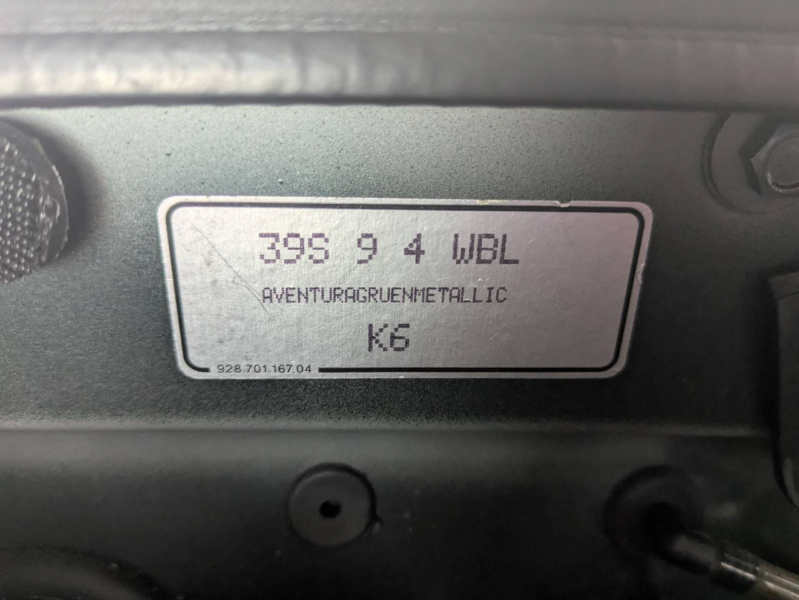 39S 9 4 WBL
AVENTURAGRUENMETALLIC
K6
928.701.167.04